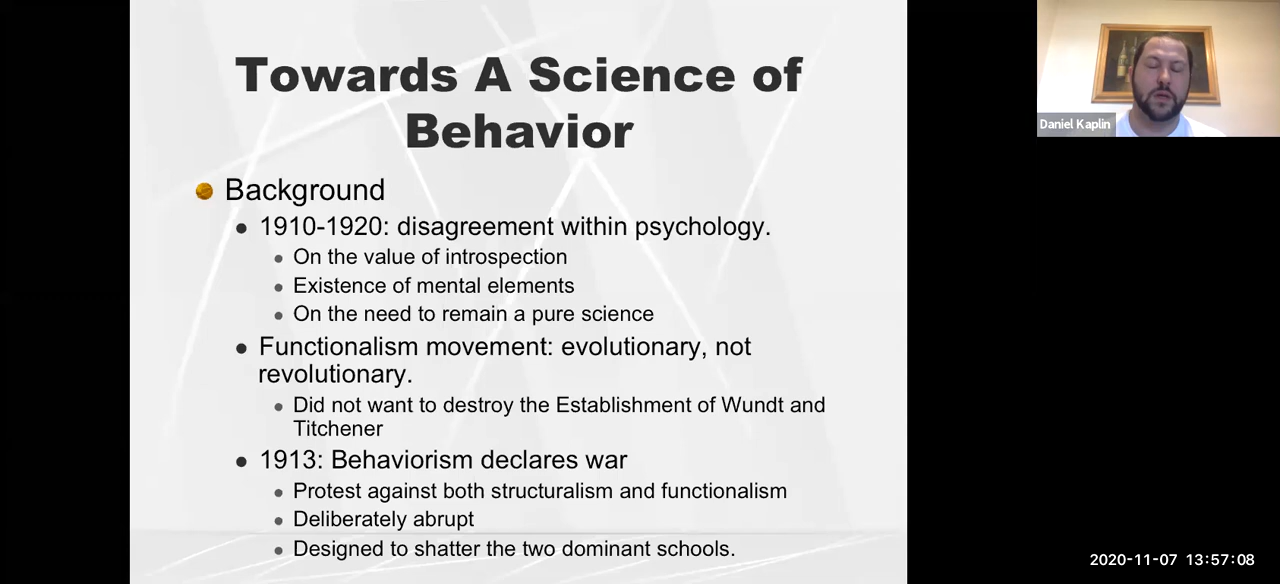 Towards A Science of
Behavior
Background
1910-1920: disagreement within psychology.
On the value of introspection
Existence of mental elements
On the need to remain a pure science
Functionalism movement: evolutionary, not
revolutionary.
Did not want to destroy the Establishment of Wundt and
Titchener
1913: Behaviorism declares war
Protest against both structuralism and functionalism
Deliberately abrupt
Designed to shatter the two dominant schools.
Daniel Kaplin
2020-11-07 13:57:08